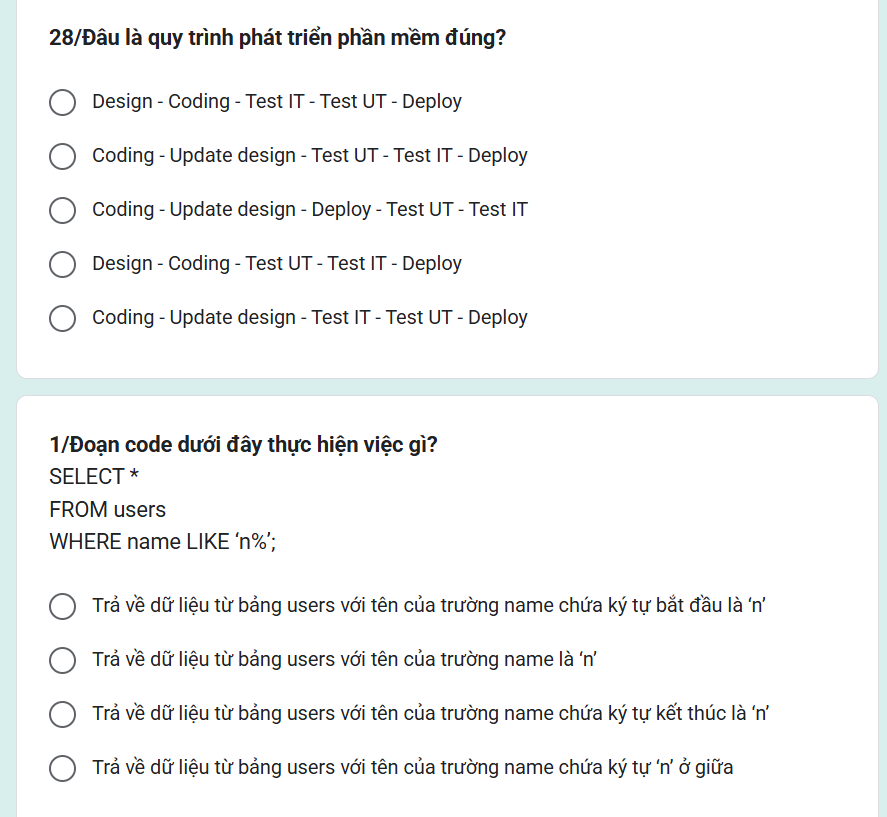 28/Đâu là quy trình phát triển phần mềm đúng?
Design - Coding - Test IT - Test UT - Deploy
Coding - Update design - Test UT - Test IT - Deploy
Coding - Update design - Deploy - Test UT - Test IT
Design - Coding - Test UT - Test IT - Deploy
Coding - Update design - Test IT - Test UT - Deploy
1/Đoạn code dưới đây thực hiện việc gì?
SELECT *
FROM users
WHERE name LIKE ‘n%’;
Trả về dữ liệu từ bảng users với tên của trường name chứa ký tự bắt đầu là ‘n’
Trả về dữ liệu từ bảng users với tên của trường name là ‘n’
Trả về dữ liệu từ bảng users với tên của trường name chứa ký tự kết thúc là ‘n’
Trả về dữ liệu từ bảng users với tên của trường name chứa ký tự ‘n’ ở giữa